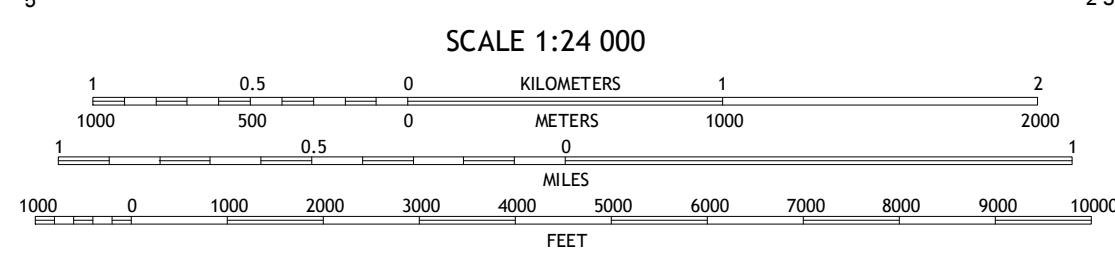 SCALE 1:24 000
1 0.5 0 KILOMETERS 1 2
1000 500 0 METERS 1000 2000
1 0.5 0 1
MILES
1000 0 1000 2000 3000 4000 5000 6000 7000 8000 9000 10000
FEET